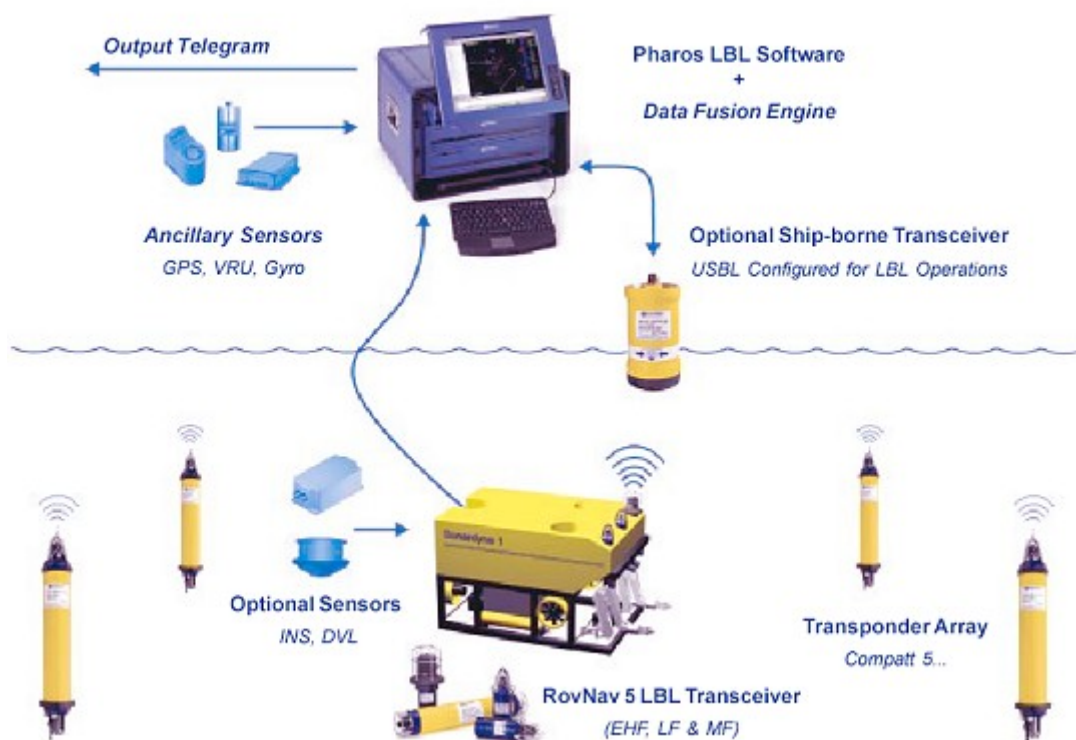 Output Telegram
Pharos LBL Software
+
Data Fusion Engine
Ancillary Sensors
GPS, VRU, Gyro
Optional Ship-borne Transceiver
USBL Configured for LBL Operations
Optional Sensors
INS, DVL
Transponder Array
Compatt 5...
RovNav 5 LBL Transceiver
(EHF, LF & MF)